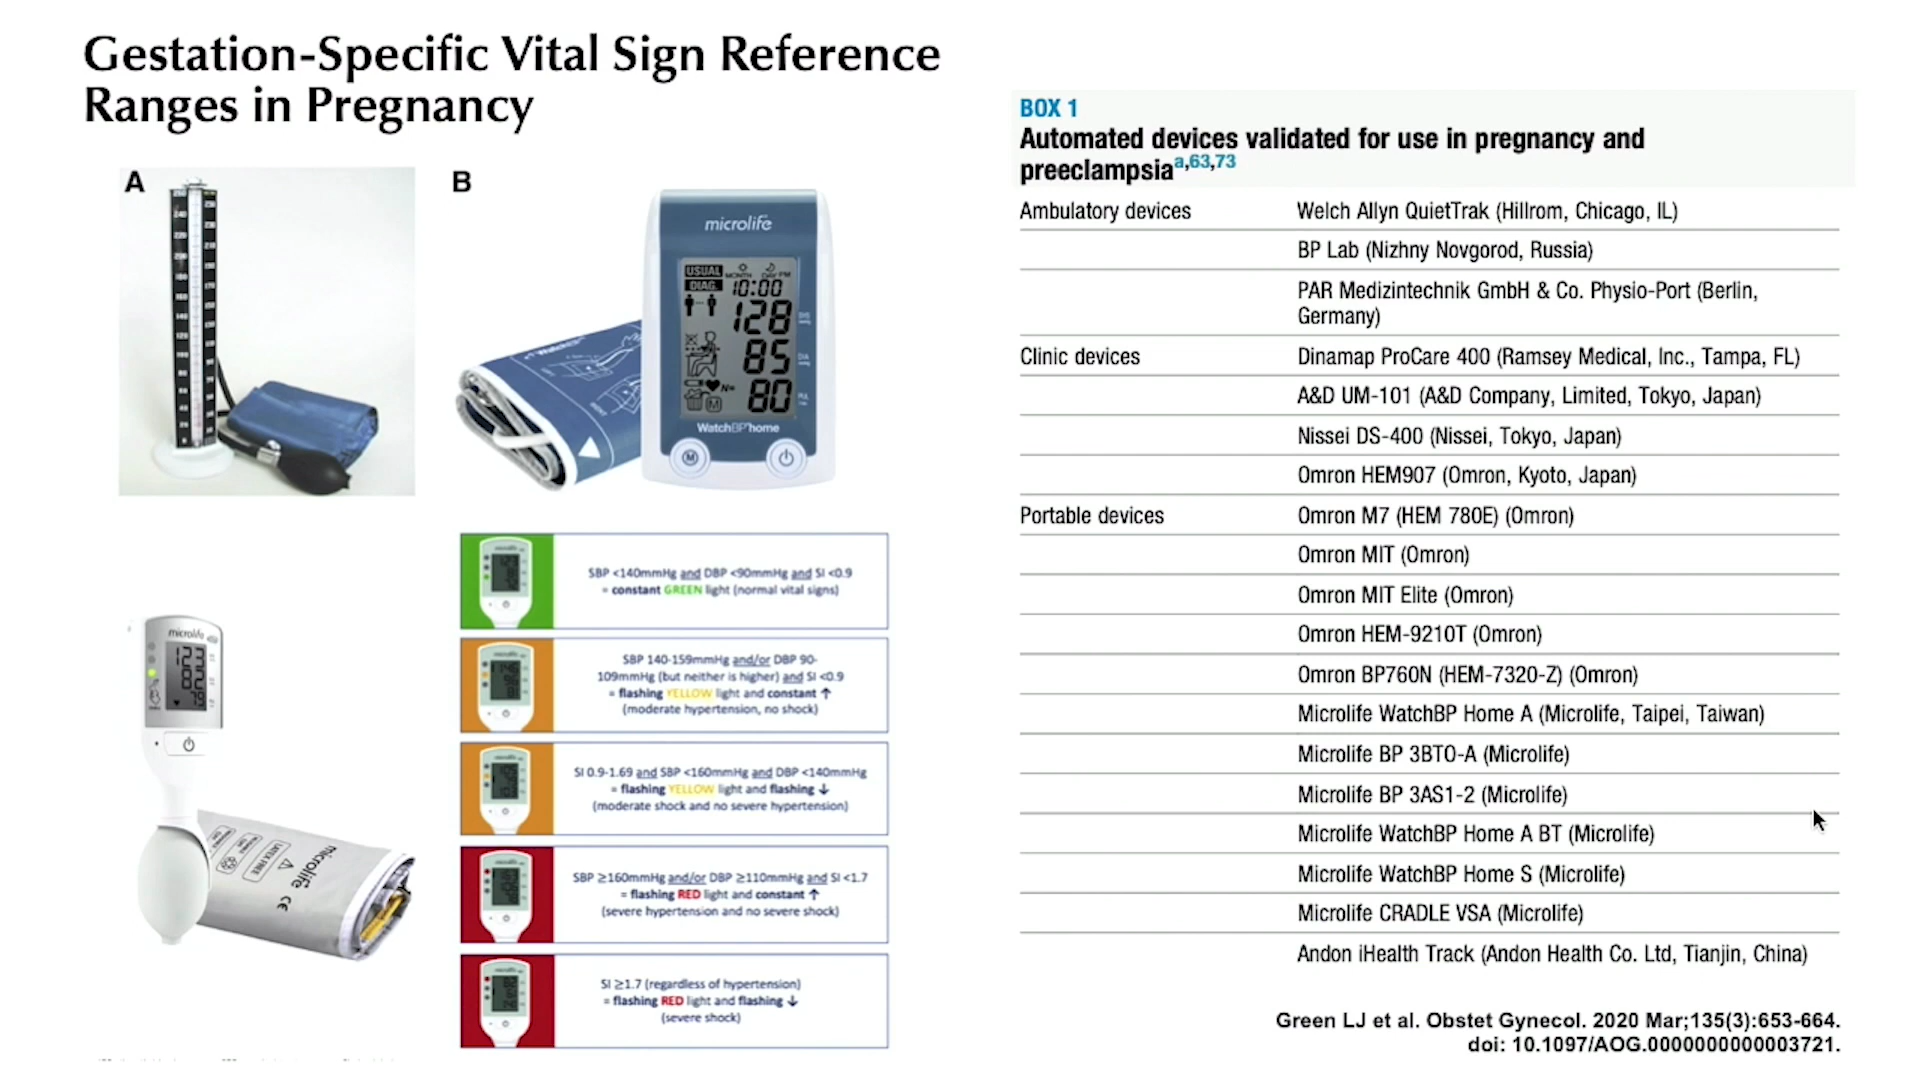 Gestation-Specific Vital Sign Reference
Ranges in Pregnancy
A
B
microlife
USUAL
DIAG.
MONTH DAY PM
10:00
128
85
80
M
WatchBP home
M
microlife
microlife
LATEX FREE
CE
SBP <140mmHg and DBP <90mmHg and SI <0.9
= constant GREEN light (normal vital signs)
SBP 140-159mmHg and/or DBP 90-
109mmHg (but neither is higher) and SI <0.9
= flashing YELLOW light and constant ↑
(moderate hypertension, no shock)
SI 0.9-1.69 and SBP <160mmHg and DBP <140mmHg
= flashing YELLOW light and flashing ↓
(moderate shock and no severe hypertension)
SBP ≥160mmHg and/or DBP ≥110mmHg and SI <1.7
= flashing RED light and constant ↑
(severe hypertension and no severe shock)
SI ≥1.7 (regardless of hypertension)
= flashing RED light and flashing ↓
(severe shock)
BOX 1
Automated devices validated for use in pregnancy and
preeclampsia a,63,73
Ambulatory devices Welch Allyn QuietTrak (Hillrom, Chicago, IL)
BP Lab (Nizhny Novgorod, Russia)
PAR Medizintechnik GmbH & Co. Physio-Port (Berlin,
Germany)
Clinic devices Dinamap ProCare 400 (Ramsey Medical, Inc., Tampa, FL)
A&D UM-101 (A&D Company, Limited, Tokyo, Japan)
Nissei DS-400 (Nissei, Tokyo, Japan)
Omron HEM907 (Omron, Kyoto, Japan)
Portable devices Omron M7 (HEM 780E) (Omron)
Omron MIT (Omron)
Omron MIT Elite (Omron)
Omron HEM-9210T (Omron)
Omron BP760N (HEM-7320-Z) (Omron)
Microlife WatchBP Home A (Microlife, Taipei, Taiwan)
Microlife BP 3BTO-A (Microlife)
Microlife BP 3AS1-2 (Microlife)
Microlife WatchBP Home A BT (Microlife)
Microlife WatchBP Home S (Microlife)
Microlife CRADLE VSA (Microlife)
Andon iHealth Track (Andon Health Co. Ltd, Tianjin, China)
Green LJ et al. Obstet Gynecol. 2020 Mar;135(3):653-664.
doi: 10.1097/AOG.0000000000003721.